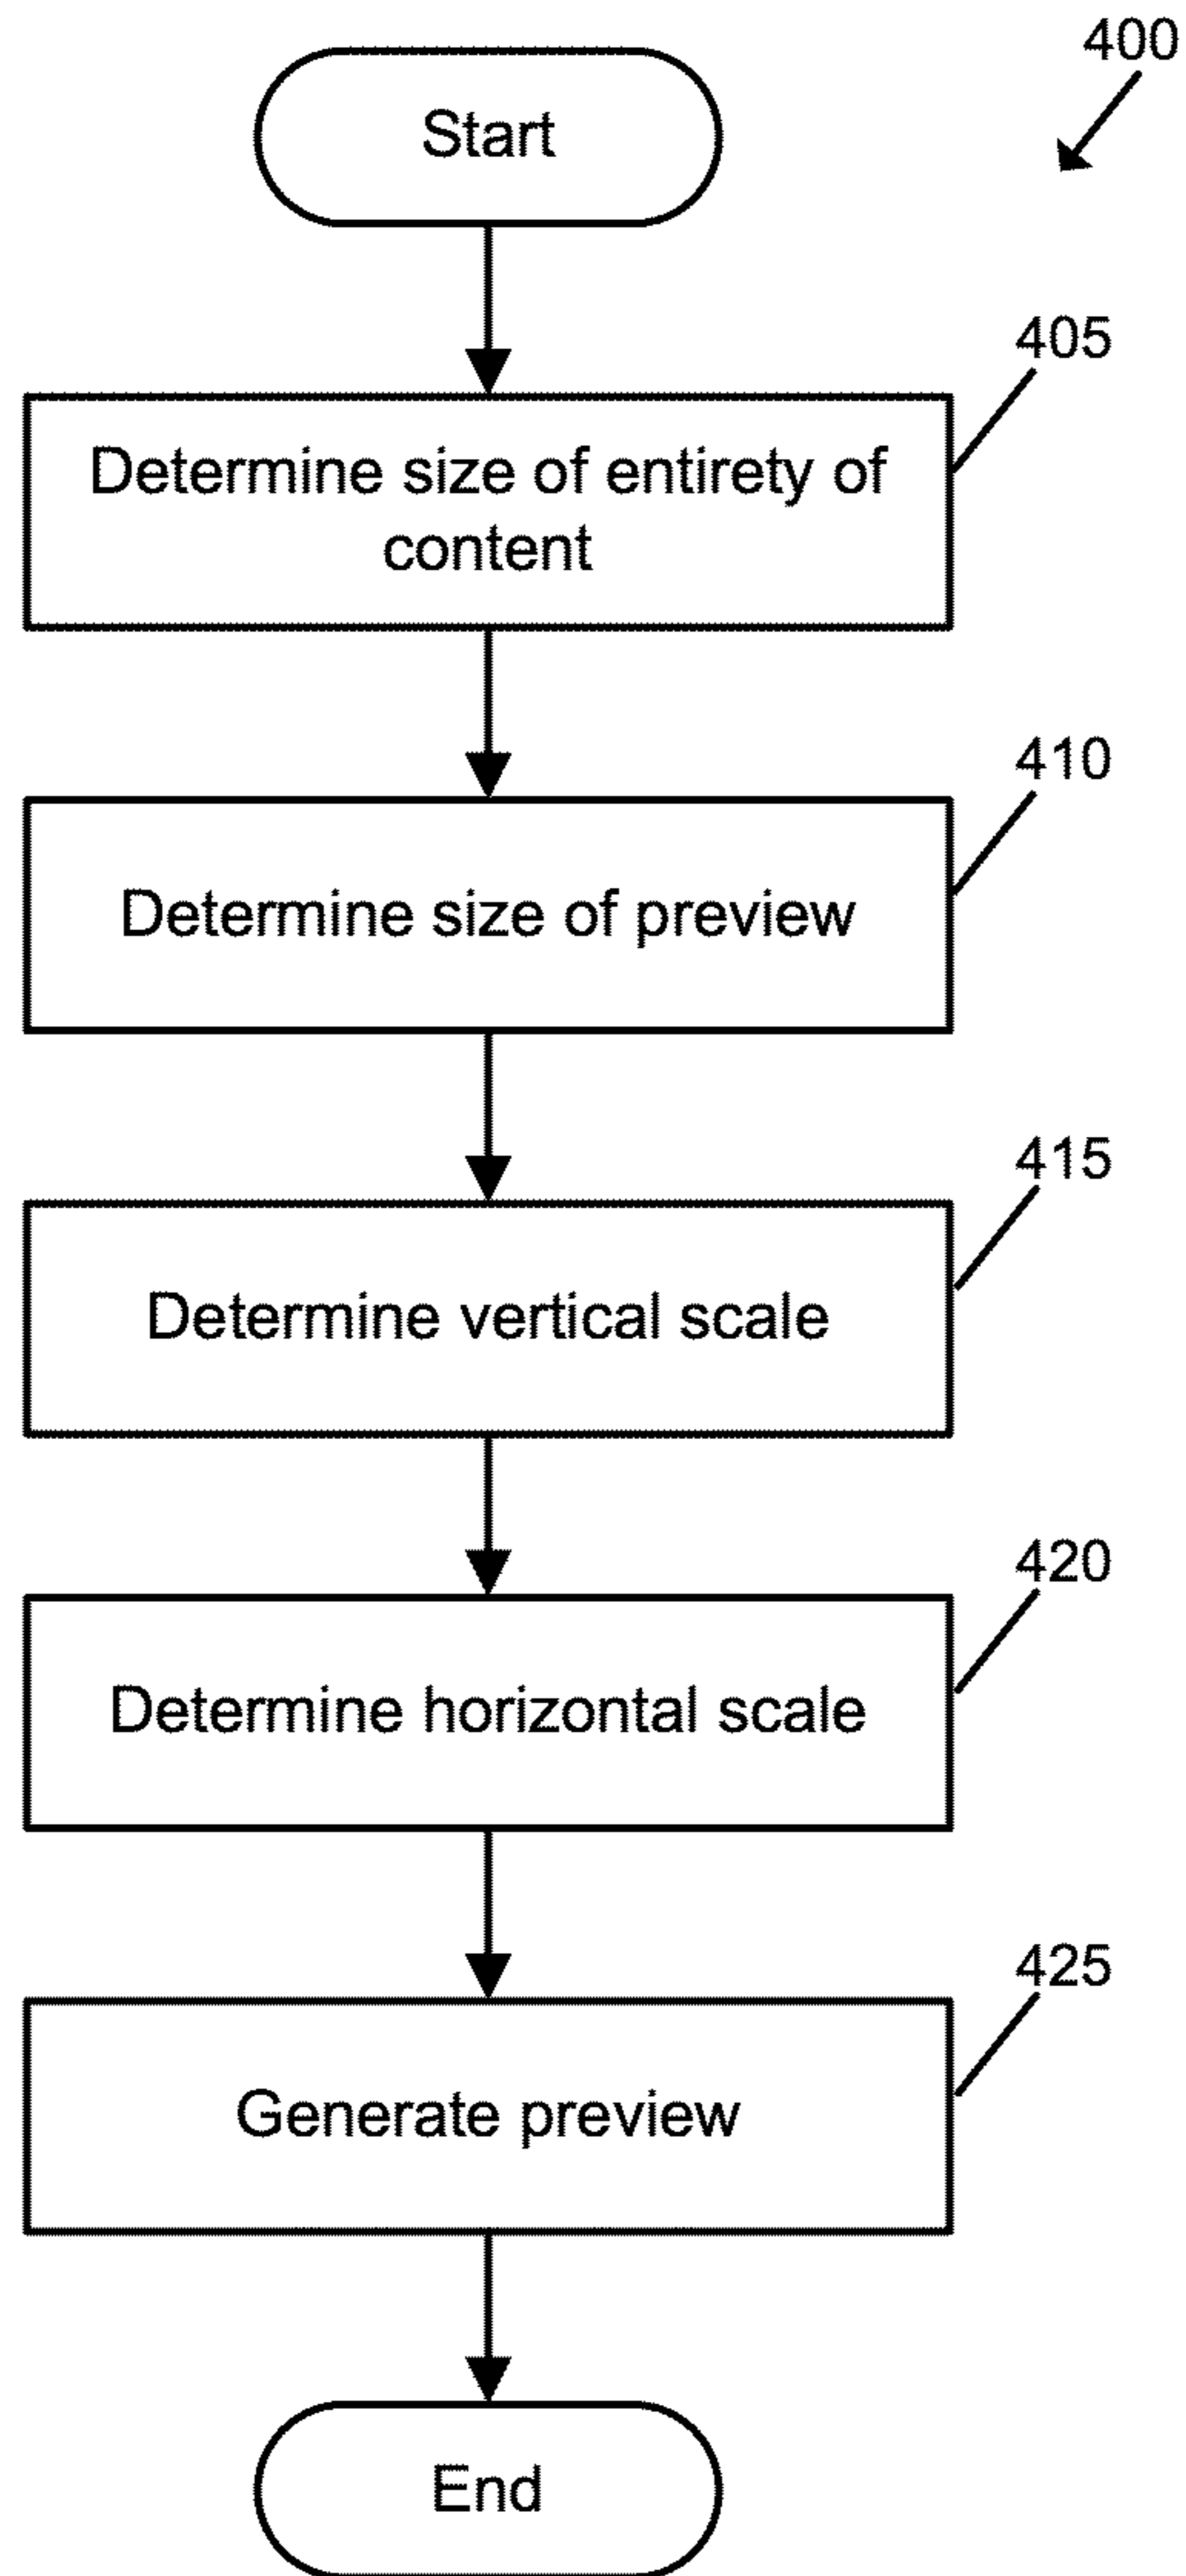 400
Start
405
Determine size of entirety of
content
410
Determine size of preview
415
Determine vertical scale
420
Determine horizontal scale
425
Generate preview
End